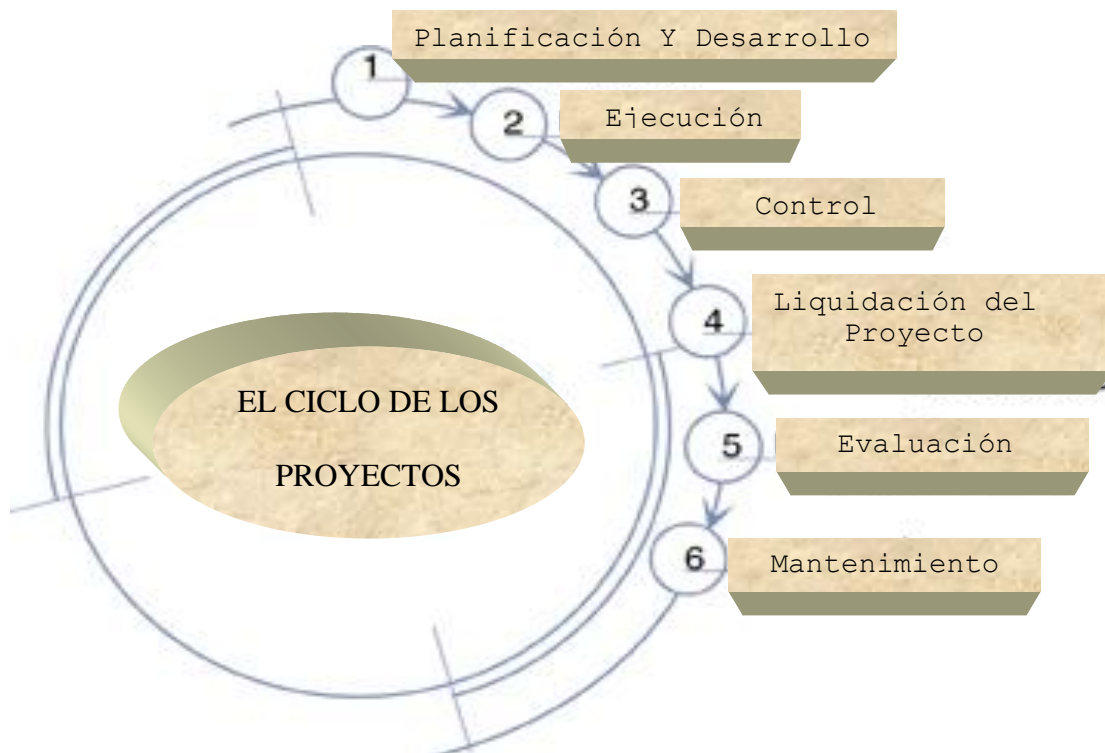 1
Planificación Y Desarrollo
2
Ejecución
3
Control
4
Liquidación del
Proyecto
EL CICLO DE LOS
PROYECTOS
5
Evaluación
6
Mantenimiento